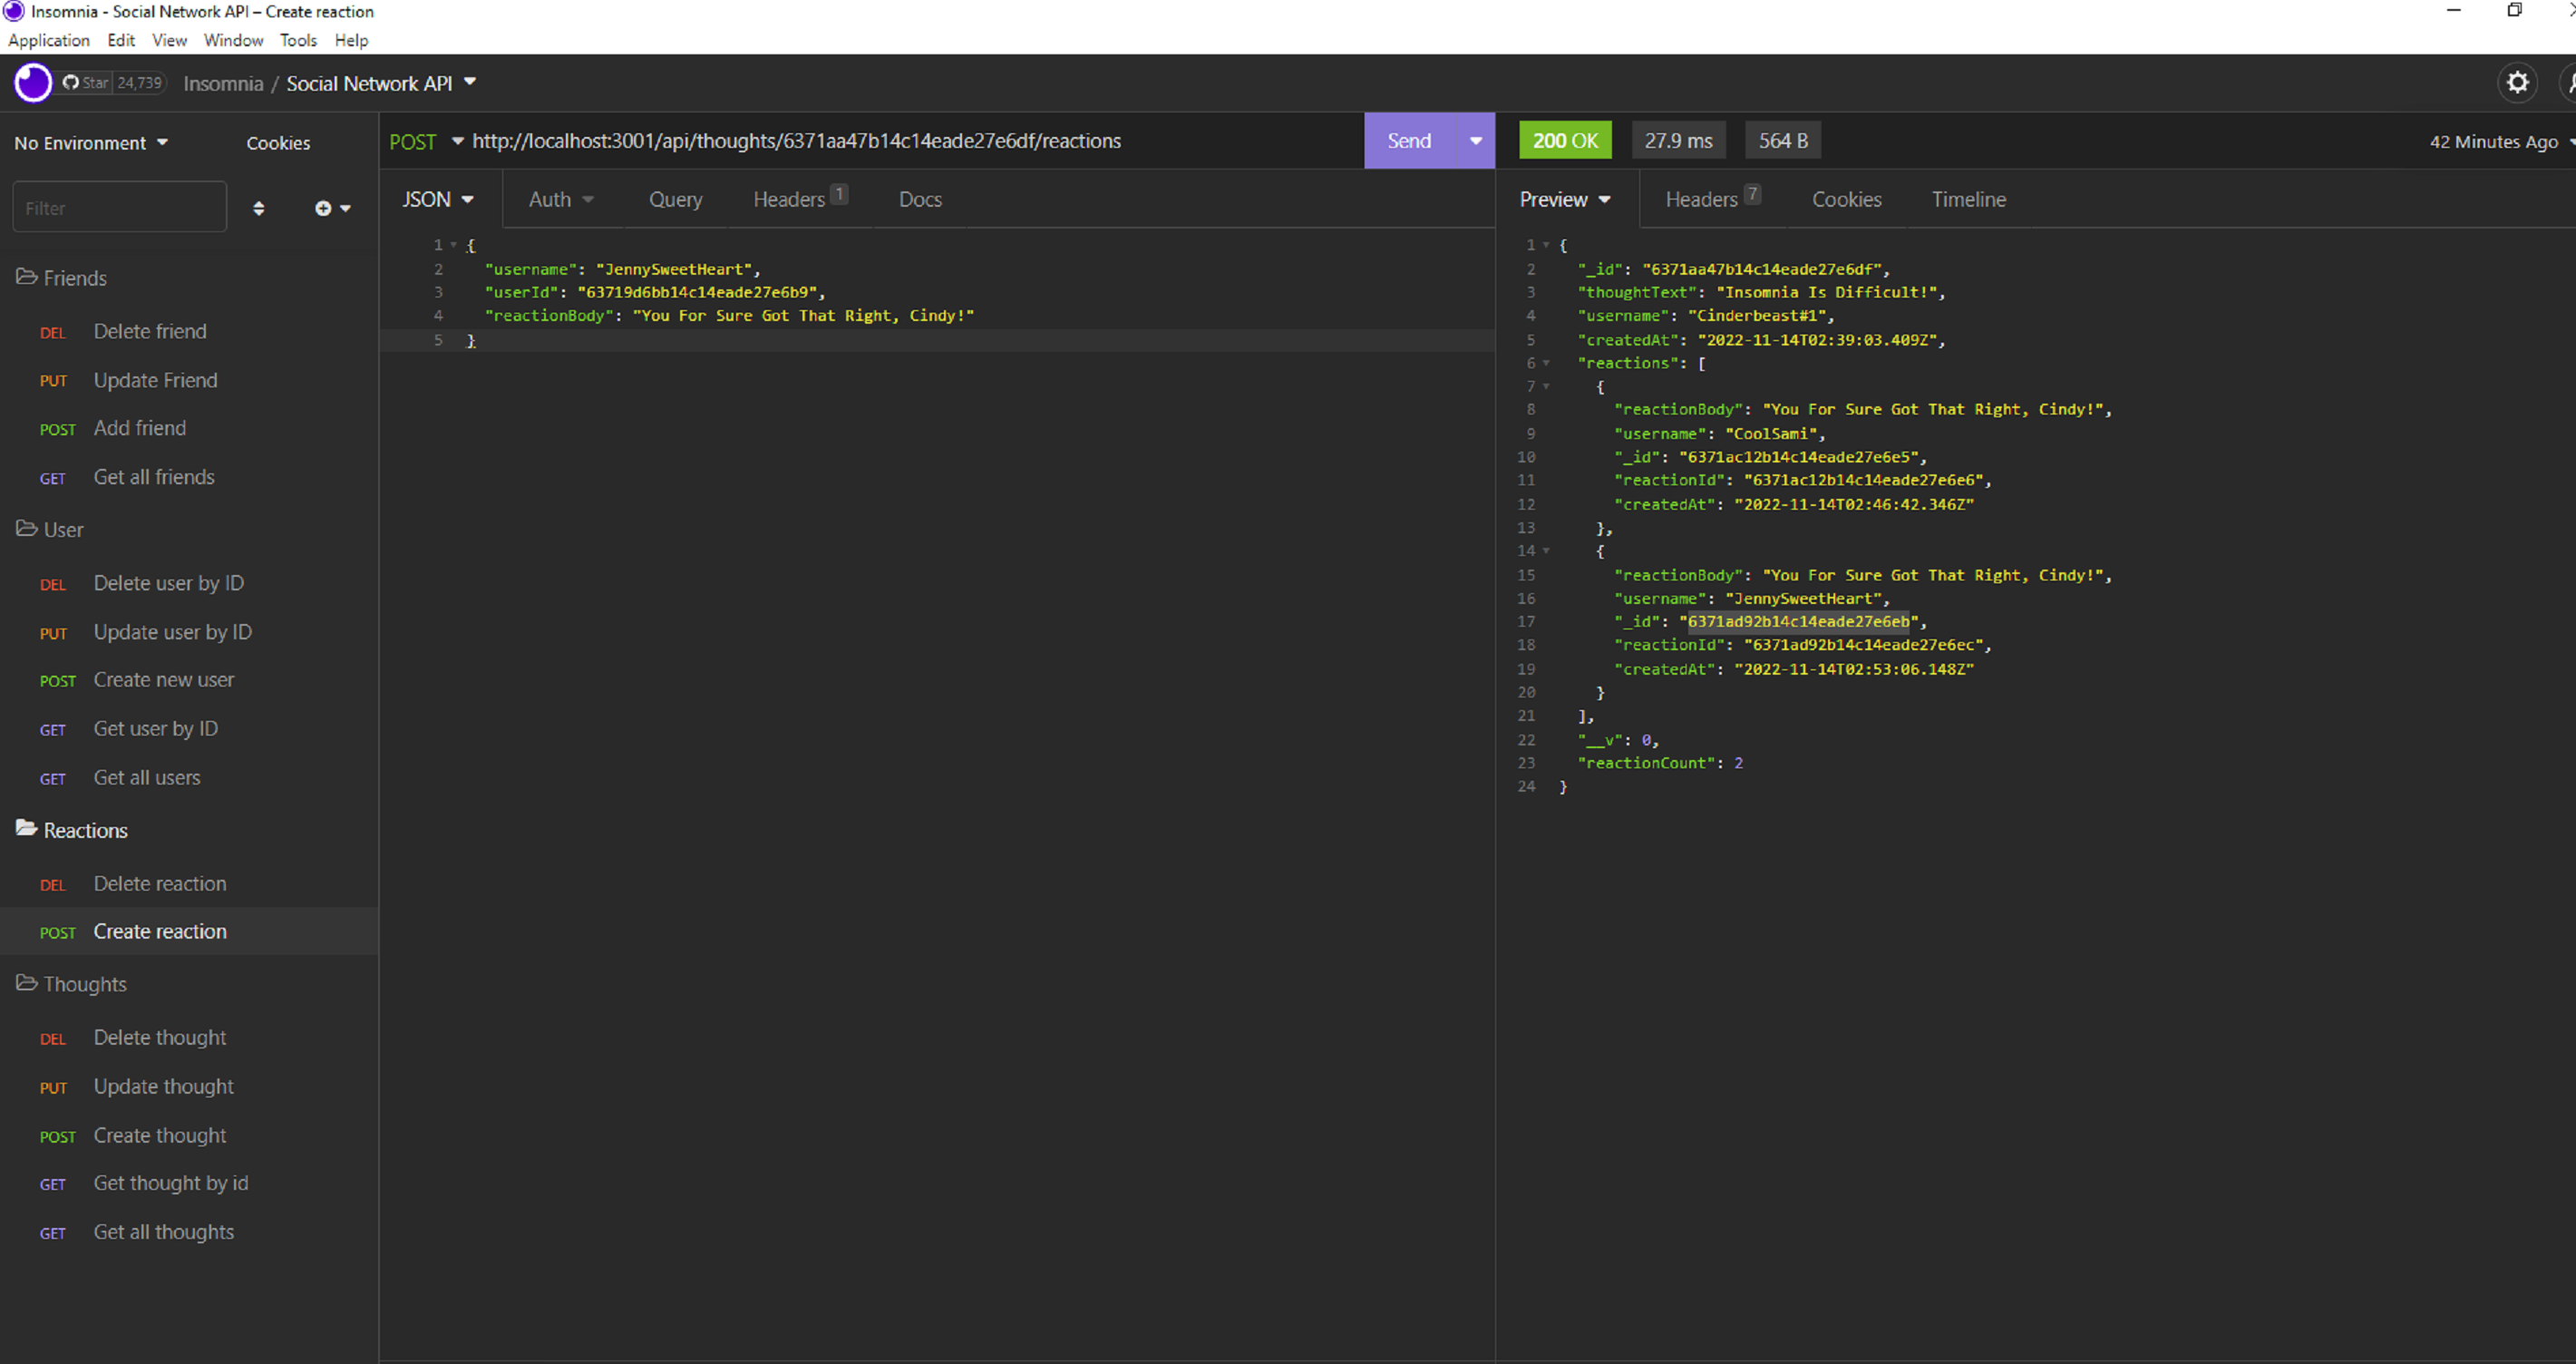 Insomnia - Social Network API – Create reaction
Application Edit View Window Tools Help
Star 24,739 Insomnia / Social Network API
No Environment Cookies
Filter
Friends
DEL Delete friend
PUT Update Friend
POST Add friend
GET Get all friends
User
DEL Delete user by ID
PUT Update user by ID
POST Create new user
GET Get user by ID
GET Get all users
Reactions
DEL Delete reaction
POST Create reaction
Thoughts
DEL Delete thought
PUT Update thought
POST Create thought
GET Get thought by id
GET Get all thoughts
POST http://localhost:3001/api/thoughts/6371aa47b14c14eade27e6df/reactions Send
JSON Auth Query Headers 1 Docs
1 {
2 "username": "JennySweetHeart",
3 "userId": "63719d6bb14c14eade27e6b9",
4 "reactionBody": "You For Sure Got That Right, Cindy!"
5 }
200 OK 27.9 ms 564 B 42 Minutes Ago
Preview Headers 7 Cookies Timeline
1 {
2 "_id": "6371aa47b14c14eade27e6df",
3 "thoughtText": "Insomnia Is Difficult!",
4 "username": "Cinderbeast#1",
5 "createdAt": "2022-11-14T02:39:03.409Z",
6 "reactions": [
7 {
8 "reactionBody": "You For Sure Got That Right, Cindy!",
9 "username": "CoolSami",
10 "_id": "6371ac12b14c14eade27e6e5",
11 "reactionId": "6371ac12b14c14eade27e6e6",
12 "createdAt": "2022-11-14T02:46:42.346Z"
13 },
14 {
15 "reactionBody": "You For Sure Got That Right, Cindy!",
16 "username": "JennySweetHeart",
17 "_id": "6371ad92b14c14eade27e6eb",
18 "reactionId": "6371ad92b14c14eade27e6ec",
19 "createdAt": "2022-11-14T02:53:06.148Z"
20 }
21 ],
22 "__v": 0,
23 "reactionCount": 2
24 }